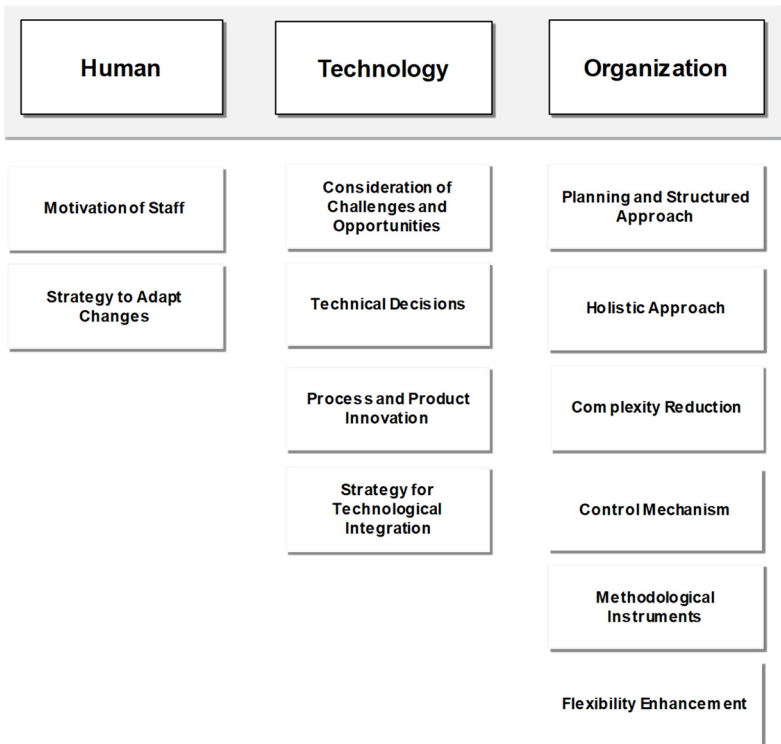 Human
Technology
Organization
Motivation of Staff
Strategy to Adapt
Changes
Consideration of
Challenges and
Opportunities
Technical Decisions
Process and Product
Innovation
Strategy for
Technological
Integration
Planning and Structured
Approach
Holistic Approach
Complexity Reduction
Control Mechanism
Methodological
Instruments
Flexibility Enhancement